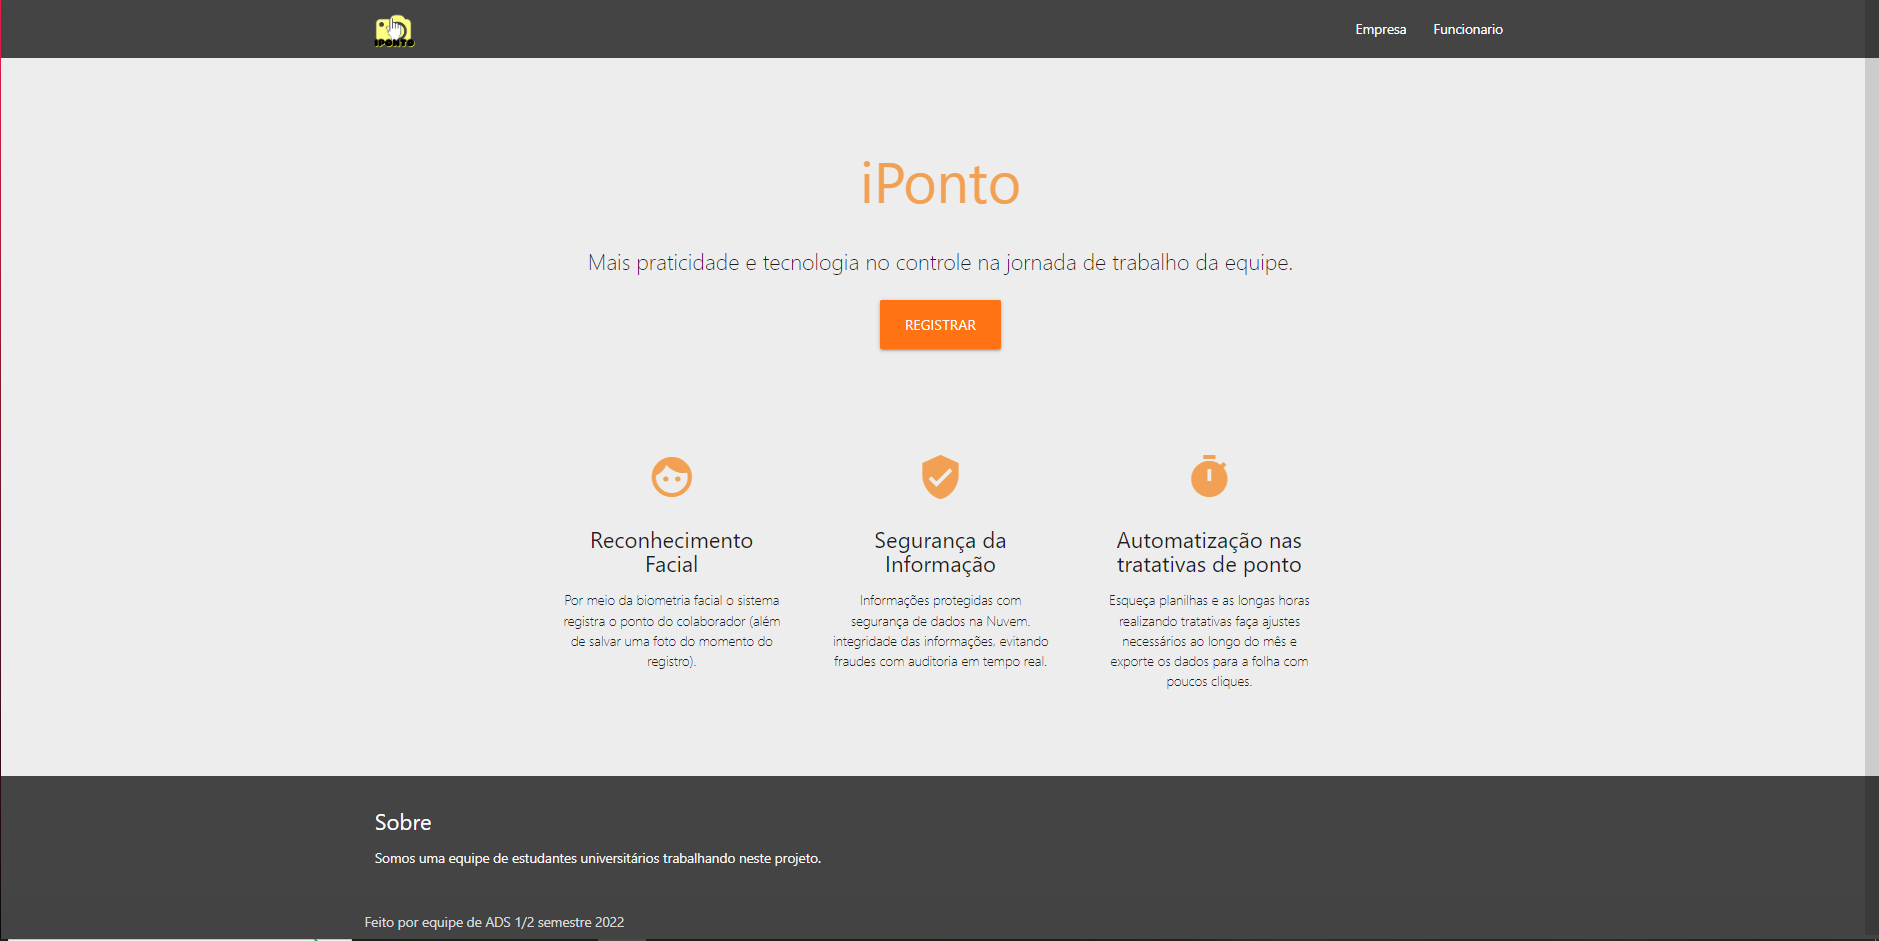 IPONTO
Empresa
Funcionario
iPonto
Mais praticidade e tecnologia no controle na jornada de trabalho da equipe.
REGISTRAR
Reconhecimento
Facial
Por meio da biometria facial o sistema
registra o ponto do colaborador (além
de salvar uma foto do momento do
registro).
Segurança da
Informação
Informações protegidas com
segurança de dados na Nuvem.
integridade das informações, evitando
fraudes com auditoria em tempo real.
Automatização nas
tratativas de ponto
Esqueça planilhas e as longas horas
realizando tratativas faça ajustes
necessários ao longo do mês e
exporte os dados para a folha com
poucos cliques.
Sobre
Somos uma equipe de estudantes universitários trabalhando neste projeto.
Feito por equipe de ADS 1/2 semestre 2022